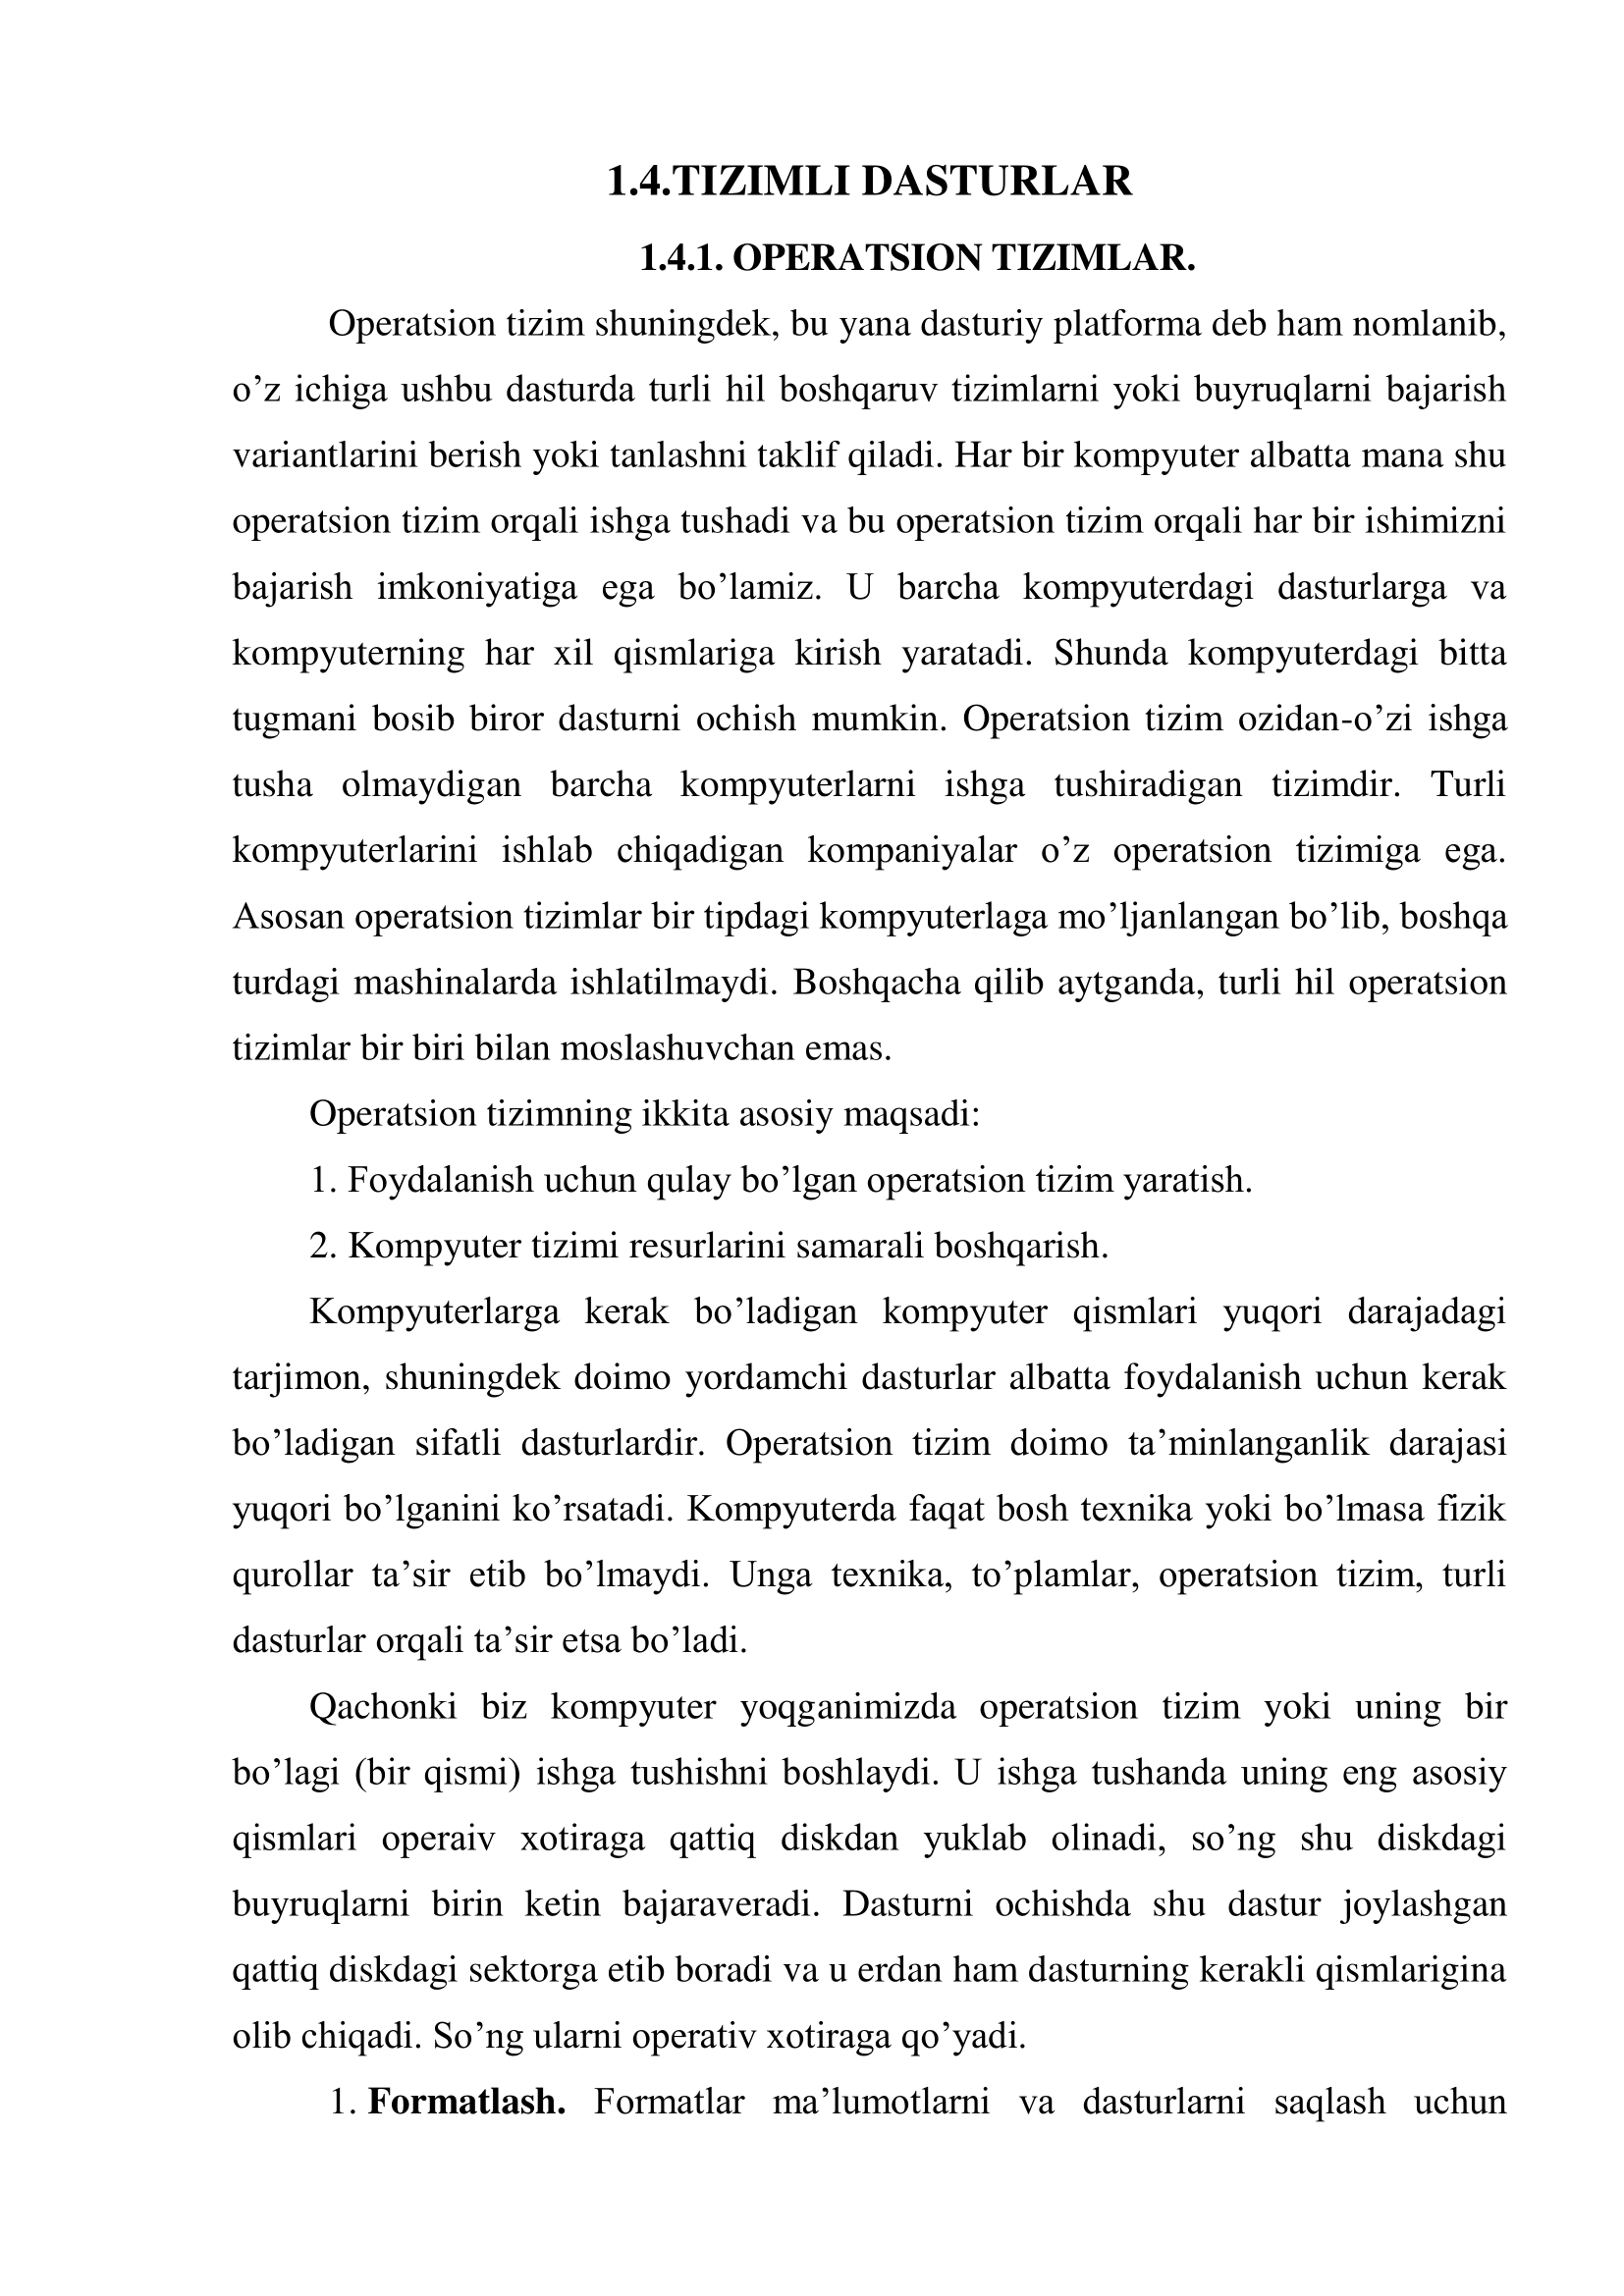 1.4.TIZIMLI DASTURLAR
1.4.1. OPERATSION TIZIMLAR.
Operatsion tizim shuningdek, bu yana dasturiy platforma deb ham nomlanib,
o’z ichiga ushbu dasturda turli hil boshqaruv tizimlarni yoki buyruqlarni bajarish
variantlarini berish yoki tanlashni taklif qiladi. Har bir kompyuter albatta mana shu
operatsion tizim orqali ishga tushadi va bu operatsion tizim orqali har bir ishimizni
bajarish imkoniyatiga ega bo’lamiz. U barcha kompyuterdagi dasturlarga va
kompyuterning har xil qismlariga kirish yaratadi. Shunda kompyuterdagi bitta
tugmani bosib biror dasturni ochish mumkin. Operatsion tizim ozidan-o’zi ishga
tusha olmaydigan barcha kompyuterlarni ishga tushiradigan tizimdir. Turli
kompyuterlarini ishlab chiqadigan kompaniyalar o’z operatsion tizimiga ega.
Asosan operatsion tizimlar bir tipdagi kompyuterlaga mo’ljanlangan bo’lib, boshqa
turdagi mashinalarda ishlatilmaydi. Boshqacha qilib aytganda, turli hil operatsion
tizimlar bir biri bilan moslashuvchan emas.
Operatsion tizimning ikkita asosiy maqsadi:
1. Foydalanish uchun qulay bo’lgan operatsion tizim yaratish.
2. Kompyuter tizimi resurlarini samarali boshqarish.
Kompyuterlarga kerak bo’ladigan kompyuter qismlari yuqori darajadagi
tarjimon, shuningdek doimo yordamchi dasturlar albatta foydalanish uchun kerak
bo’ladigan sifatli dasturlardir. Operatsion tizim doimo ta’minlanganlik darajasi
yuqori bo’lganini ko’rsatadi. Kompyuterda faqat bosh texnika yoki bo’lmasa fizik
qurollar ta’sir etib bo’lmaydi. Unga texnika, to’plamlar, operatsion tizim, turli
dasturlar orqali ta’sir etsa bo’ladi.
Qachonki biz kompyuter yoqganimizda operatsion tizim yoki uning bir
bo’lagi (bir qismi) ishga tushishni boshlaydi. U ishga tushanda uning eng asosiy
qismlari operaiv xotiraga qattiq diskdan yuklab olinadi, so’ng shu diskdagi
buyruqlarni birin ketin bajaraveradi. Dasturni ochishda shu dastur joylashgan
qattiq diskdagi sektorga etib boradi va u erdan ham dasturning kerakli qismlarigina
olib chiqadi. So’ng ularni operativ xotiraga qo’yadi.
1. Formatlash. Formatlar ma’lumotlarni va dasturlarni saqlash uchun